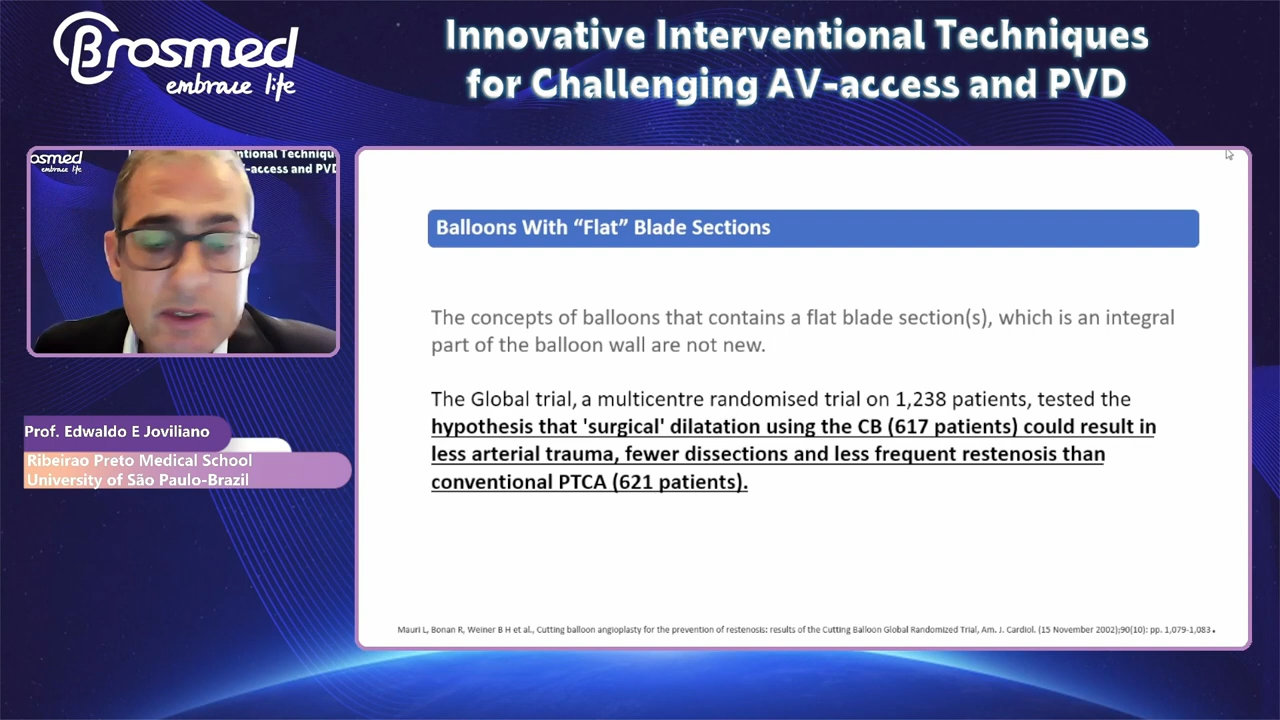 Brosmed
embrace life
Innovative Interventional Techniques
for Challenging AV-access and PVD
osmed
embrace life
ntional Techniqu
-access and PVD
Prof. Edwaldo E Joviliano
Ribeirao Preto Medical School
University of São Paulo-Brazil
Balloons With “Flat” Blade Sections
The concepts of balloons that contains a flat blade section(s), which is an integral
part of the balloon wall are not new.
The Global trial, a multicentre randomised trial on 1,238 patients, tested the
hypothesis that 'surgical' dilatation using the CB (617 patients) could result in
less arterial trauma, fewer dissections and less frequent restenosis than
conventional PTCA (621 patients).
Mauri L, Bonan R, Weiner B H et al., Cutting balloon angioplasty for the prevention of restenosis: results of the Cutting Balloon Global Randomized Trial, Am. J. Cardiol. (15 November 2002);90(10): pp. 1,079-1,083.